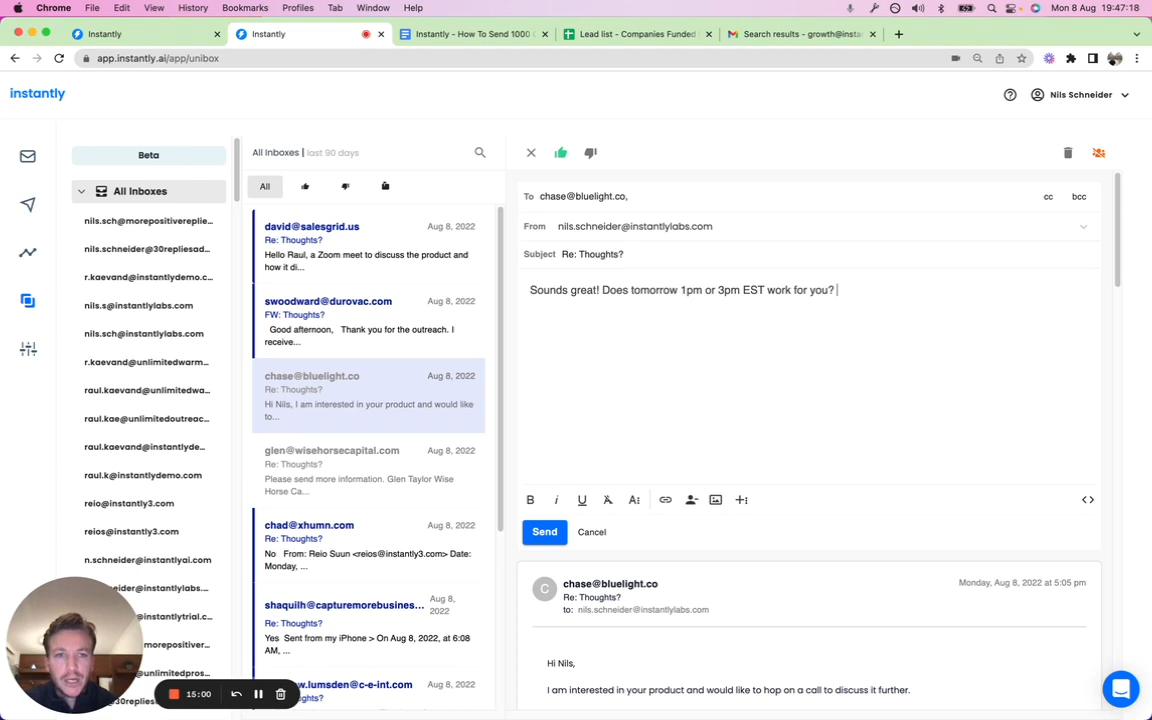 Chrome File Edit View History Bookmarks Profiles Tab Window Help
Mon 8 Aug 19:47:18
Instantly
Instantly
Instantly - How To Send 1000
Lead list - Companies Funded
Search results - growth@insta
app.instantly.ai/app/unibox
instantly
Nils Schneider
Beta
All Inboxes
nils.sch@morepositiverepli...
nils.schneider@30repliesad...
r.kaevand@instantlydemo.c...
nils.s@instantlylabs.com
nils.sch@instantlylabs.com
r.kaevand@unlimitedwarm...
raul.kaevand@unlimitedwa...
raul.kae@unlimitedoutreac...
raul.kaevand@instantlyde...
raul.k@instantlydemo.com
reio@instantly3.com
reios@instantly3.com
n.schneider@instantlyai.com
.schneider@instantlylabs...
@instantlytrial.c...
morepositiver...
@unlimitedpros...
@30repliesad...
15:00
All Inboxes | last 90 days
All
david@salesgrid.us Aug 8, 2022
Re: Thoughts?
Hello Raul, a Zoom meet to discuss the product and
how it di...
swoodward@durovac.com Aug 8, 2022
FW: Thoughts?
Good afternoon, Thank you for the outreach. I
receive...
chase@bluelight.co Aug 8, 2022
Re: Thoughts?
Hi Nils, I am interested in your product and would like
to...
glen@wisehorsecapital.com Aug 8, 2022
Re: Thoughts?
Please send more information. Glen Taylor Wise
Horse Ca...
chad@xhumn.com Aug 8, 2022
Re: Thoughts?
No From: Reio Suun <reios@instantly3.com> Date:
Monday, ...
shaquilh@capturemorebusines... Aug 8,
2022
Re: Thoughts?
Yes Sent from my iPhone > On Aug 8, 2022, at 6:08
AM, ...
w.lumsden@c-e-int.com Aug 8, 2022
oughts?
To chase@bluelight.co, cc bcc
From nils.schneider@instantlylabs.com
Subject Re: Thoughts?
Sounds great! Does tomorrow 1pm or 3pm EST work for you?
B i U
Send Cancel
C
chase@bluelight.co Monday, Aug 8, 2022 at 5:05 pm
Re: Thoughts?
to: nils.schneider@instantlylabs.com
Hi Nils,
I am interested in your product and would like to hop on a call to discuss it further.